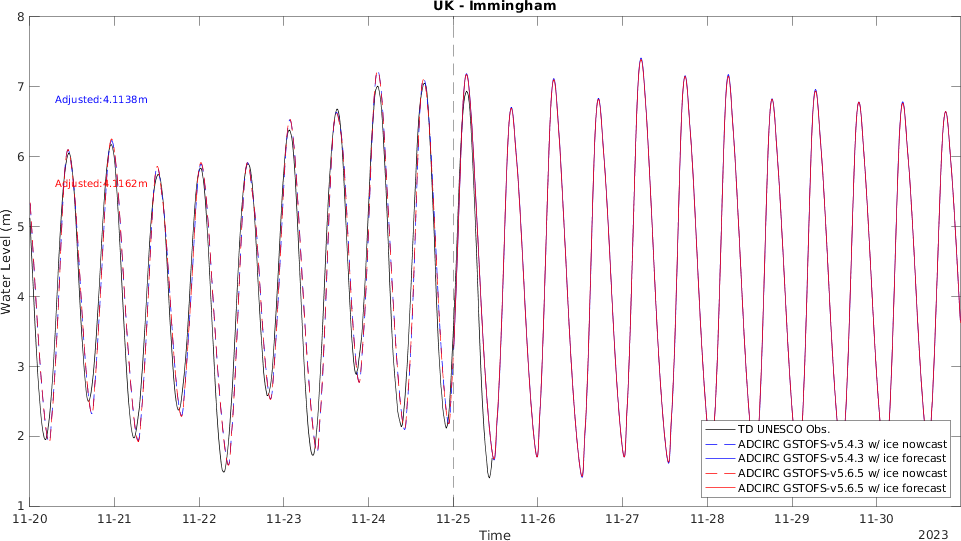 UK - Immingham
8
7
6
5
4
3
2
1
Water Level (m)
Adjusted:4.1138m
Adjusted:4.1162m
TD UNESCO Obs.
ADCIRC GSTOFS-v5.4.3 w/ ice nowcast
ADCIRC GSTOFS-v5.4.3 w/ ice forecast
ADCIRC GSTOFS-v5.6.5 w/ ice nowcast
ADCIRC GSTOFS-v5.6.5 w/ ice forecast
11-20 11-21 11-22 11-23 11-24 11-25 11-26 11-27 11-28 11-29 11-30
Time
2023